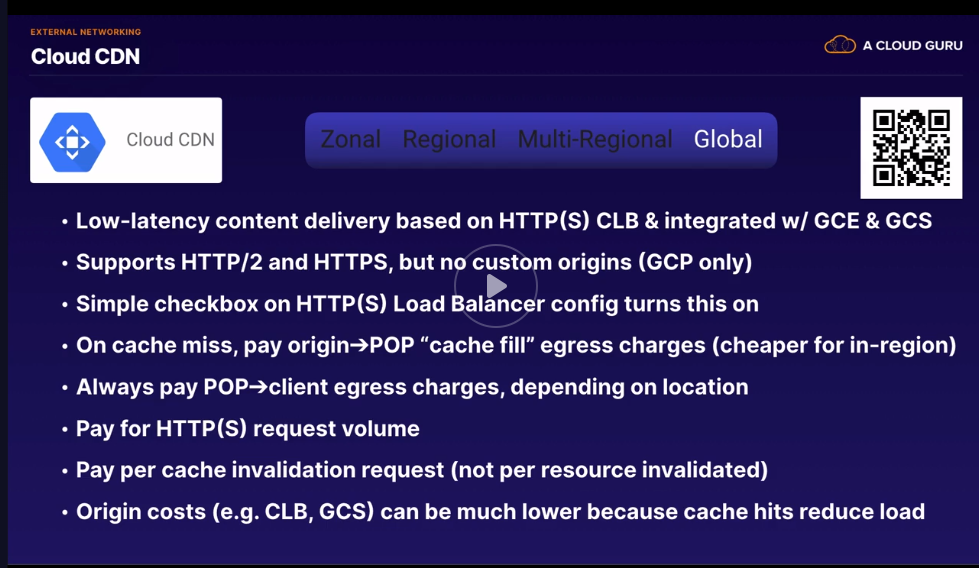 EXTERNAL NETWORKING
Cloud CDN
A CLOUD GURU
Cloud CDN
Zonal Regional Multi-Regional Global
• Low-latency content delivery based on HTTP(S) CLB & integrated w/ GCE & GCS
• Supports HTTP/2 and HTTPS, but no custom origins (GCP only)
• Simple checkbox on HTTP(S) Load Balancer config turns this on
• On cache miss, pay origin➔POP “cache fill” egress charges (cheaper for in-region)
• Always pay POP➔client egress charges, depending on location
• Pay for HTTP(S) request volume
• Pay per cache invalidation request (not per resource invalidated)
• Origin costs (e.g. CLB, GCS) can be much lower because cache hits reduce load